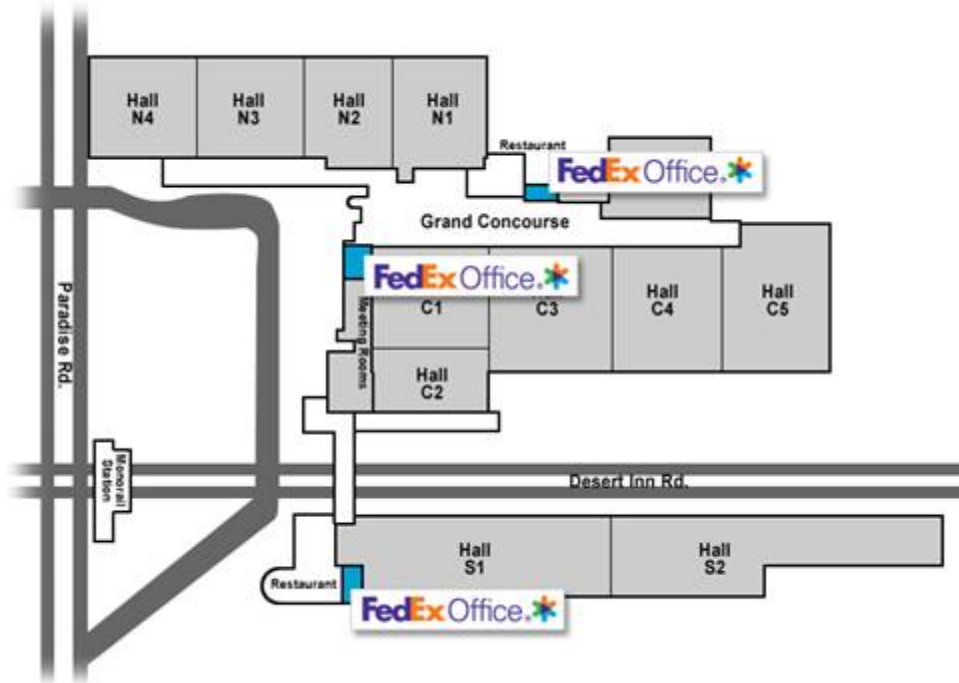 Hall
N4
Hall
N3
Hall
N2
Hall
N1
Restaurant
FedEx Office.
Grand Concourse
FedEx Office.
C1
C3
Hall
C4
Hall
C5
Meeting Rooms
Hall
C2
Paradise Rd.
Monorail
Station
Desert Inn Rd.
Hall
S1
Hall
S2
Restaurant
FedEx Office.